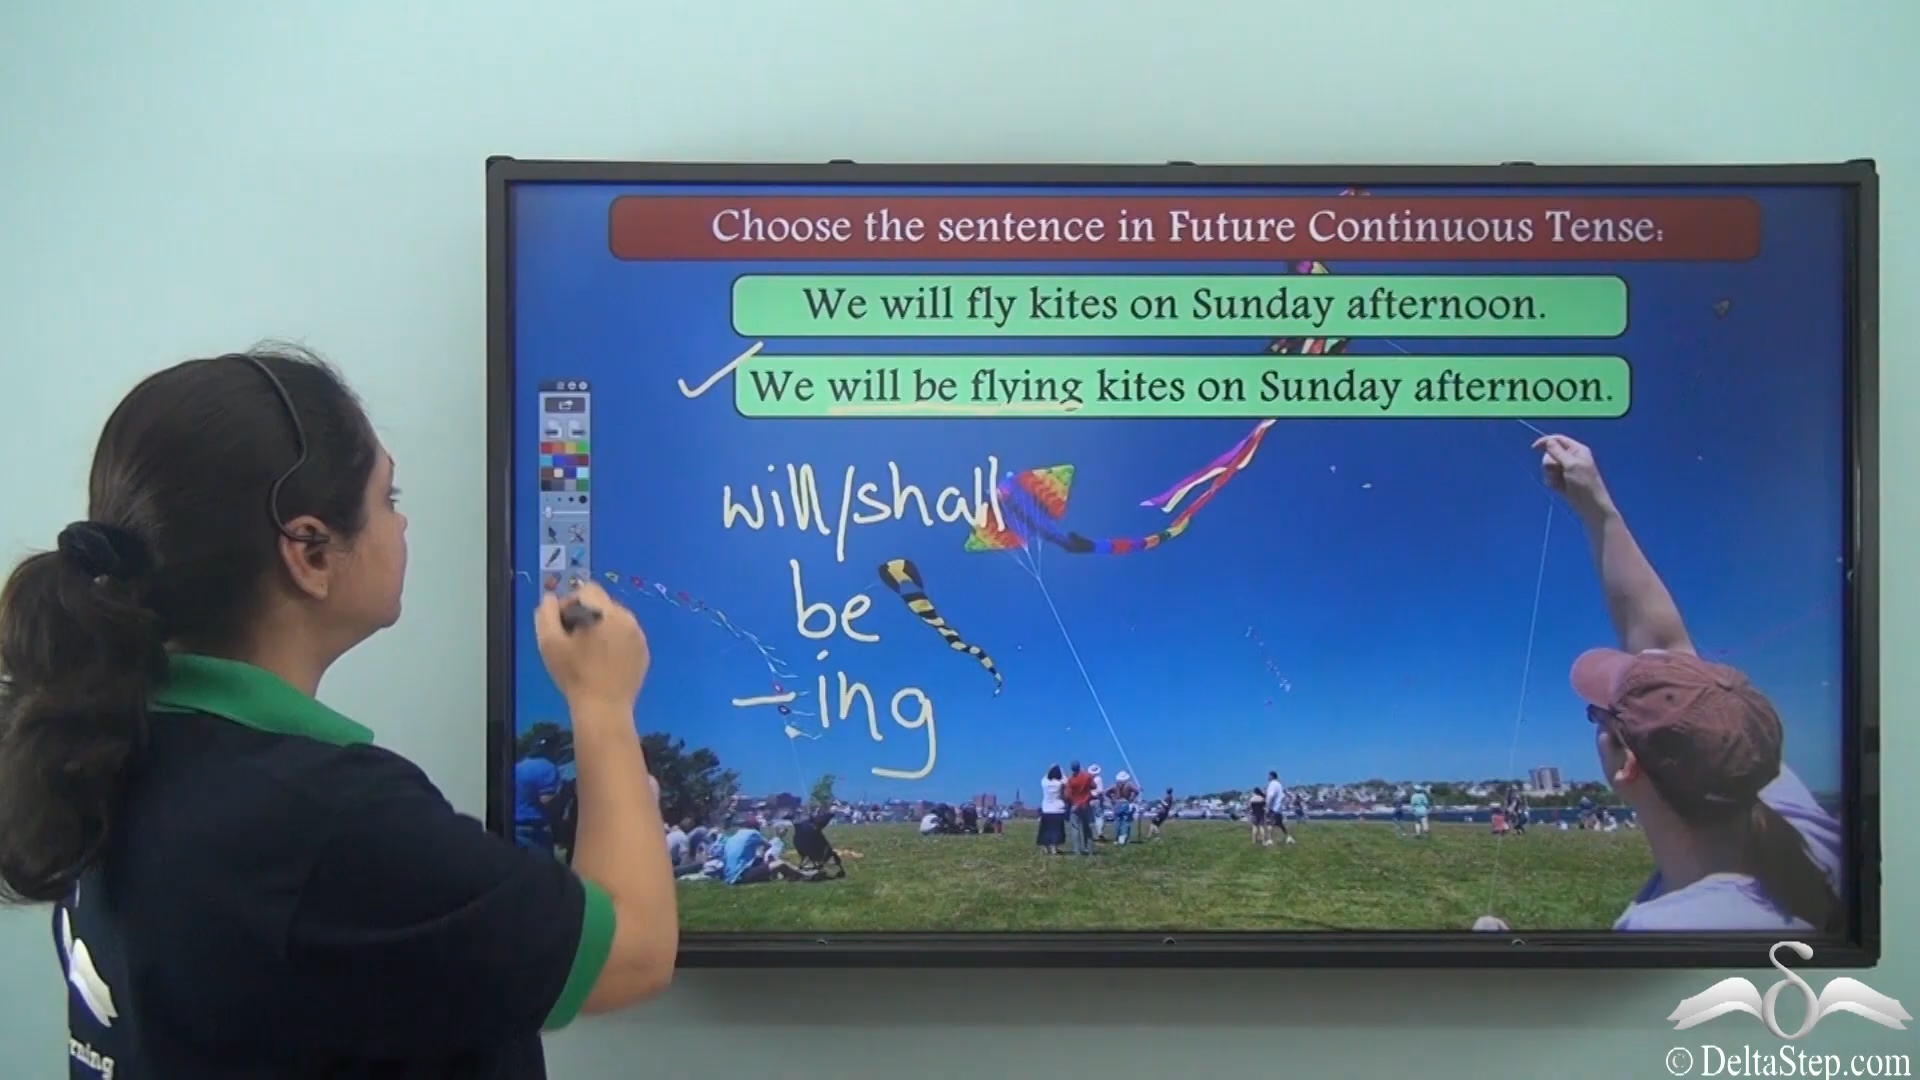 Choose the sentence in Future Continuous Tense:
We will fly kites on Sunday afternoon.
We will be flying kites on Sunday afternoon.
will/shall
be
-ing
© DeltaStep.com